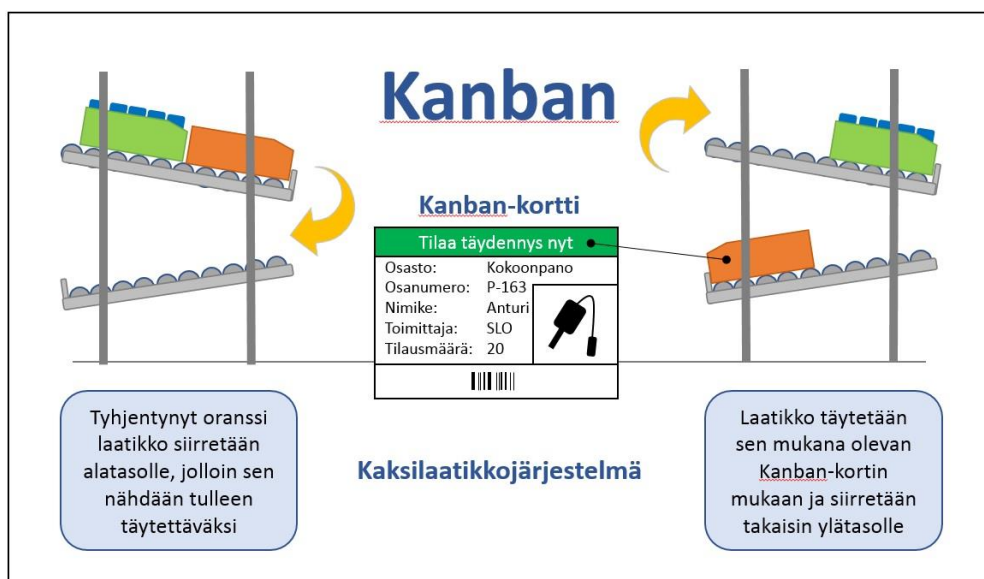 Kanban
Kanban-kortti
Tilaa täydennys nyt
Osasto: Kokoonpano
Osanumero: P-163
Nimike: Anturi
Toimittaja: SLO
Tilausmäärä: 20
Tyhjentynyt oranssi
laatikko siirretään
alatasolle, jolloin sen
nähdään tulleen
täytettäväksi
Kaksilaatikkojärjestelmä
Laatikko täytetään
sen mukana olevan
Kanban-kortin
mukaan ja siirretään
takaisin ylätasolle